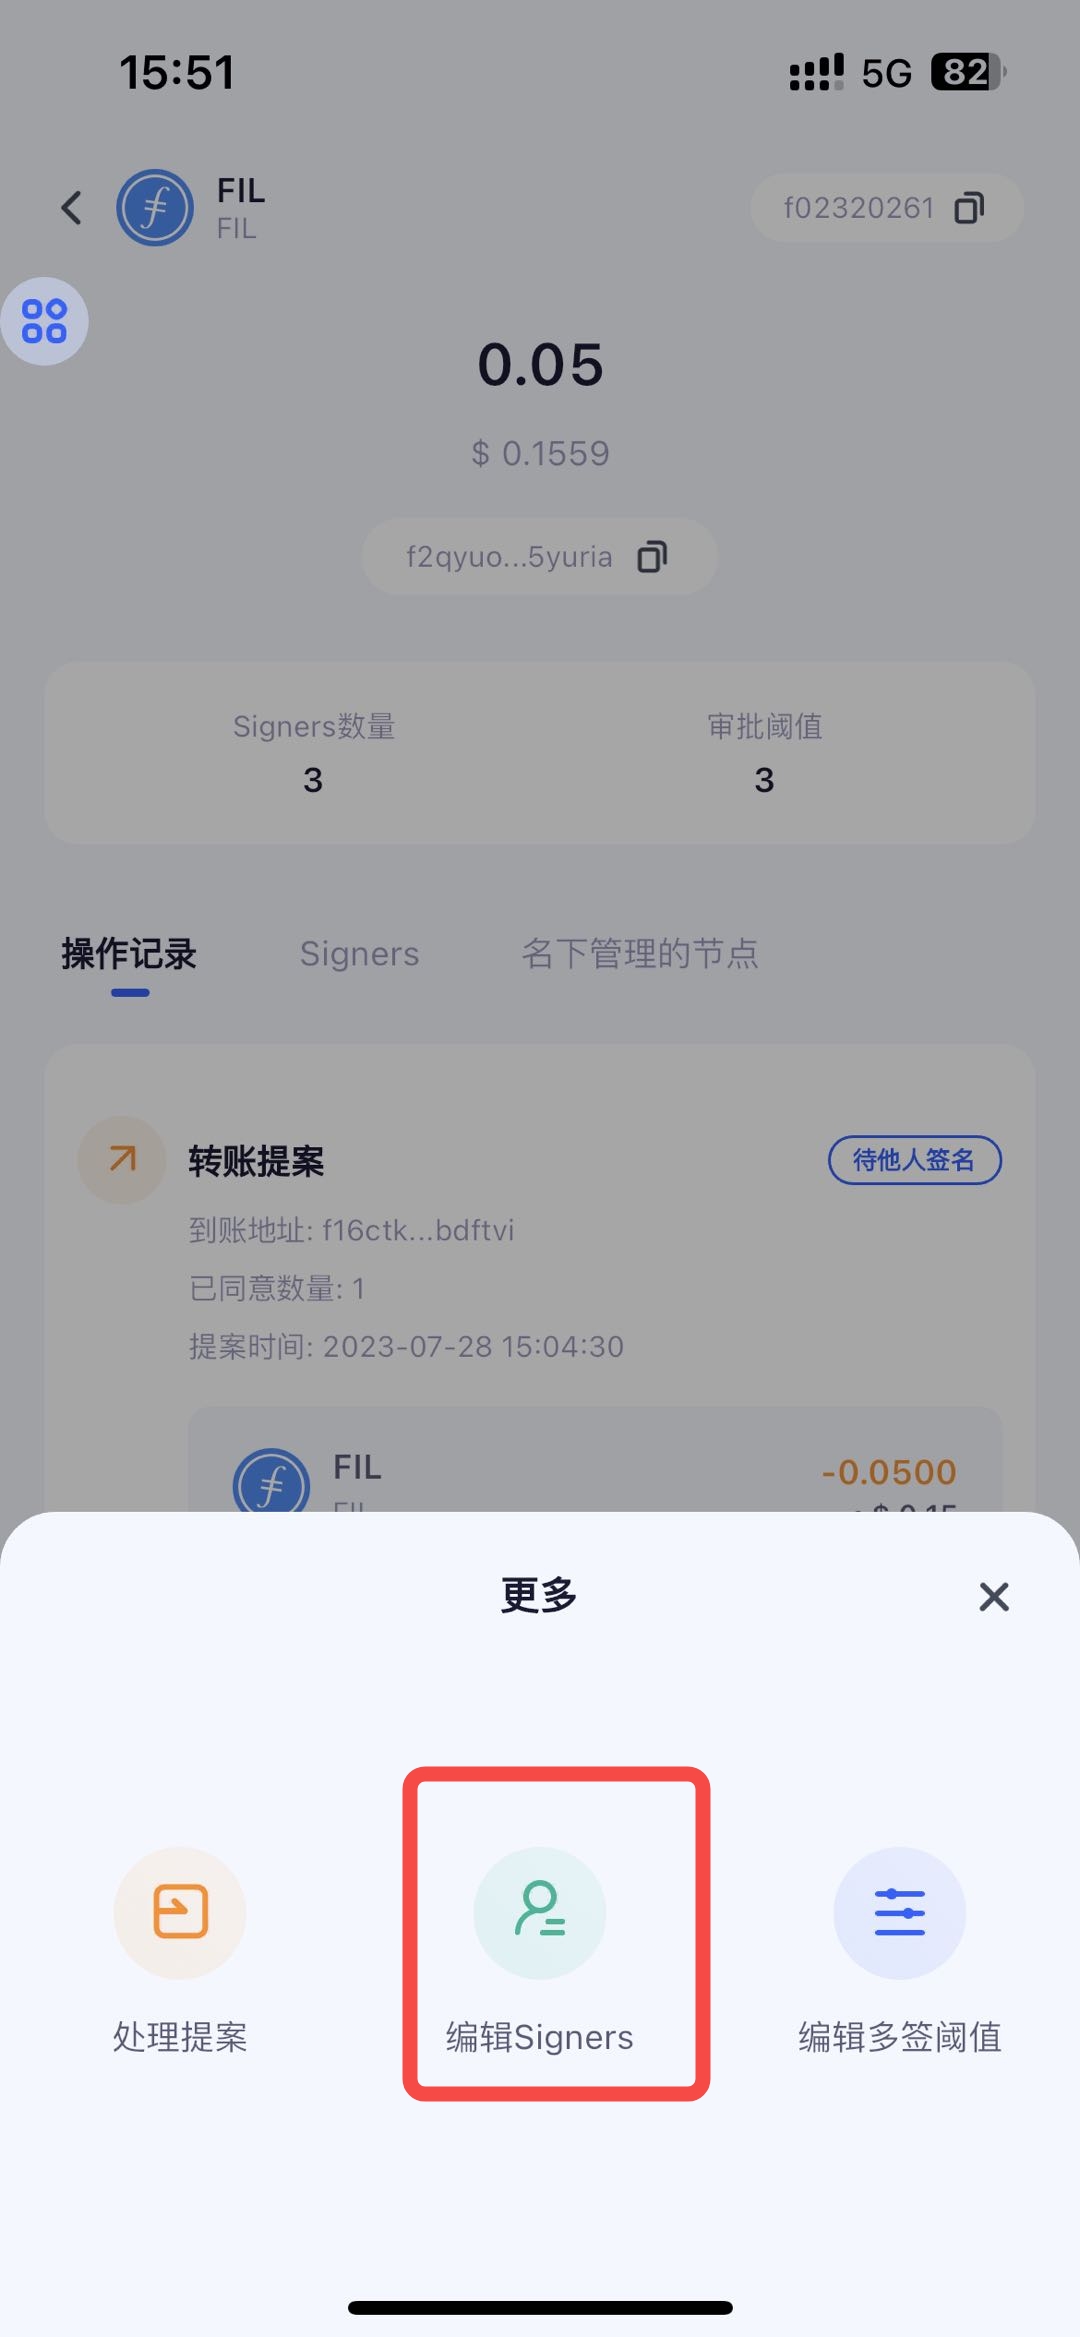 15:51
5G 82
FIL
FIL
f02320261
0.05
$ 0.1559
f2qyuo...5yuria
Signers数量
审批阈值
3
3
操作记录
Signers
名下管理的节点
转账提案
待他人签名
到账地址: f16ctk...bdftvi
已同意数量: 1
提案时间: 2023-07-28 15:04:30
FIL
-0.0500
更多
处理提案
编辑Signers
编辑多签阈值